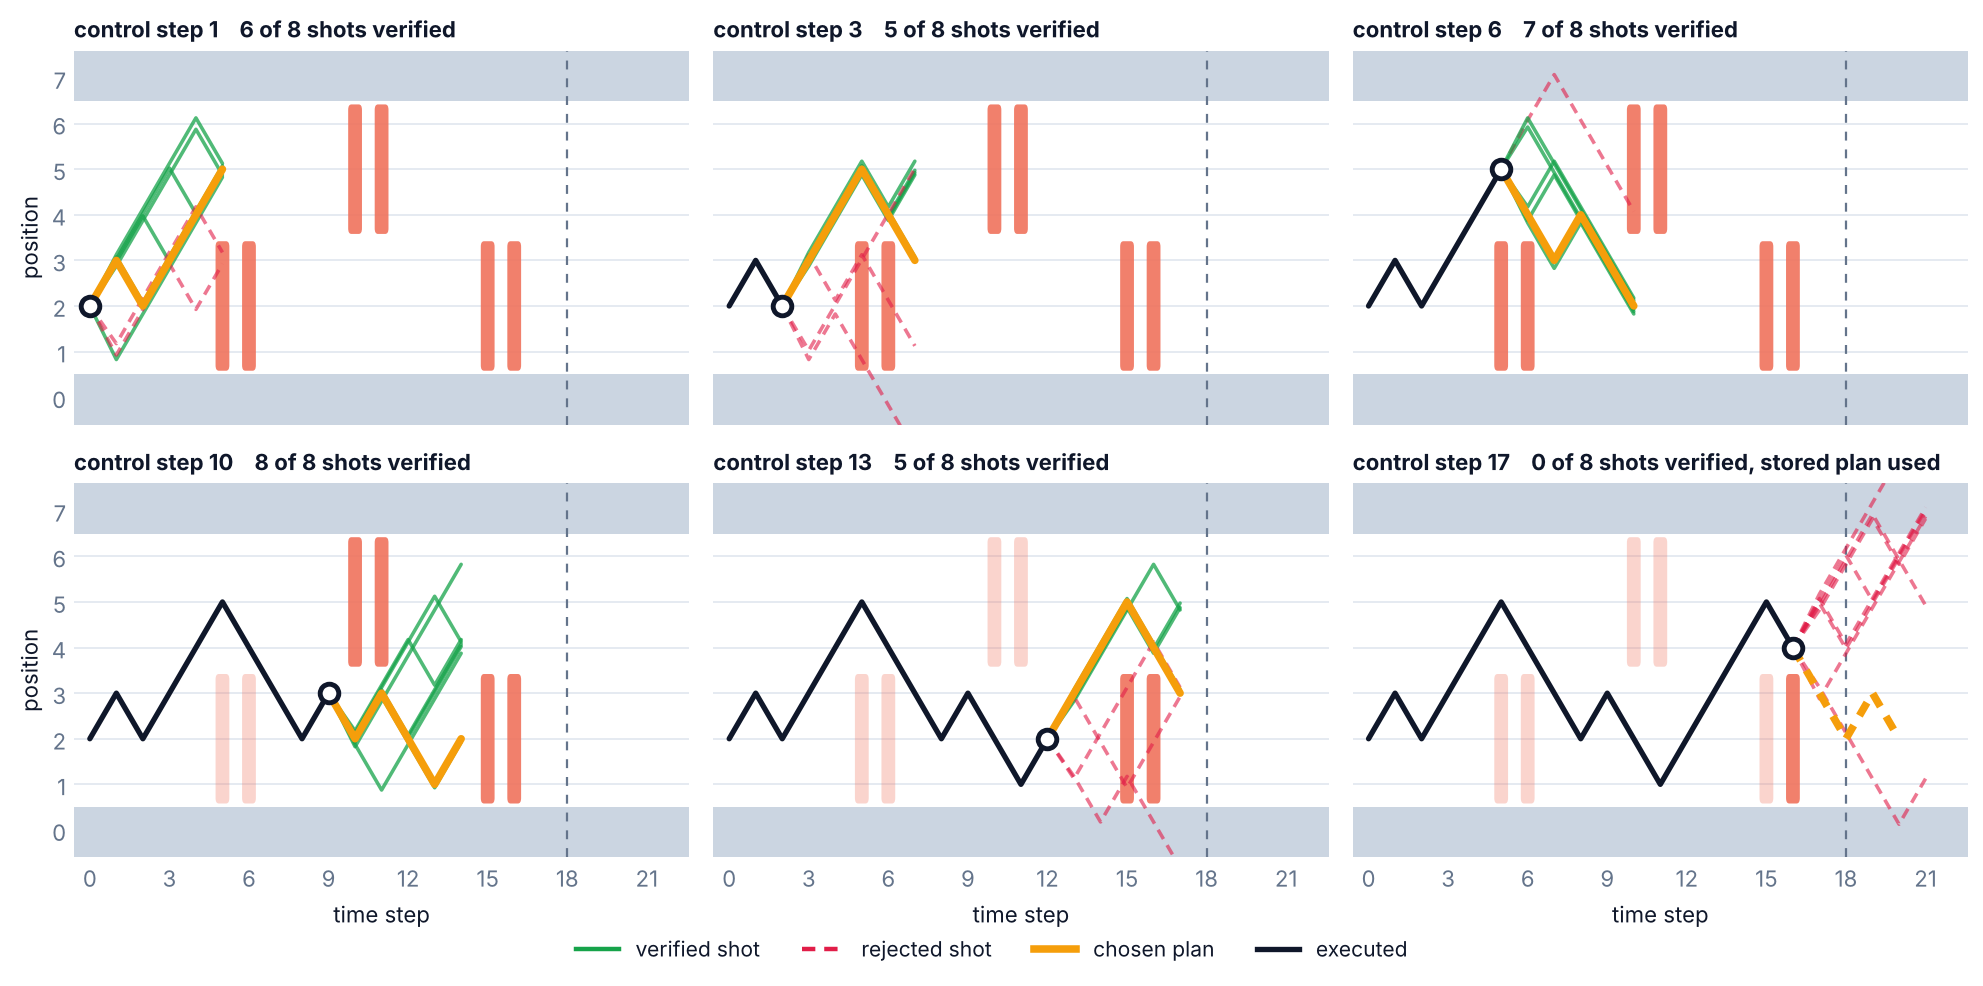 control step 1 6 of 8 shots verified
control step 3 5 of 8 shots verified
control step 6 7 of 8 shots verified
position
7
6
5
4
3
2
1
0
control step 10 8 of 8 shots verified
control step 13 5 of 8 shots verified
control step 17 0 of 8 shots verified, stored plan used
position
7
6
5
4
3
2
1
0
0 3 6 9 12 15 18 21
0 3 6 9 12 15 18 21
0 3 6 9 12 15 18 21
time step
time step
time step
verified shot
rejected shot
chosen plan
executed